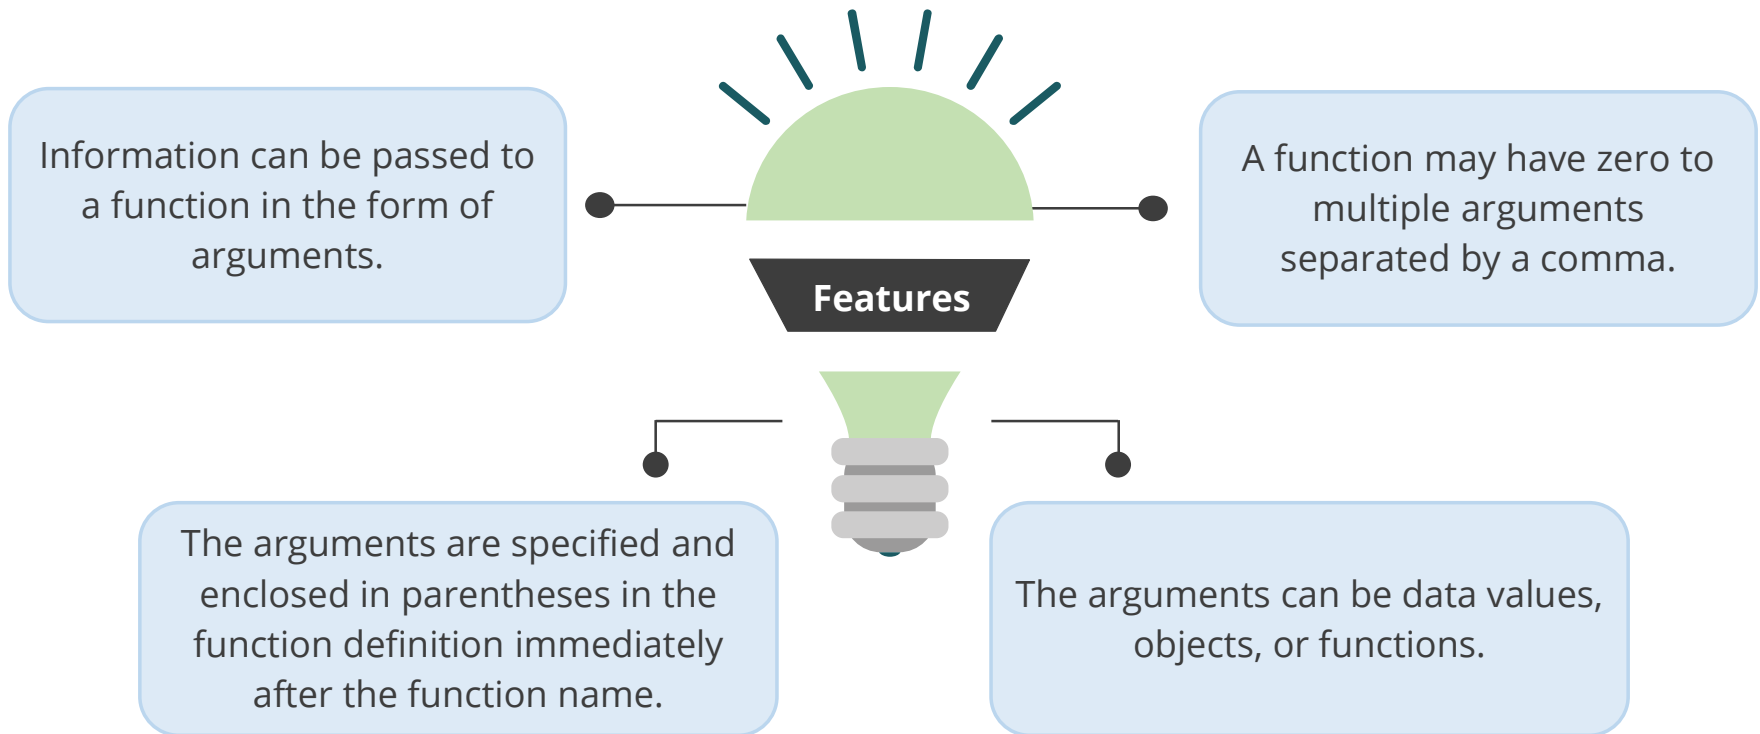 Information can be passed to
a function in the form of
arguments.
A function may have zero to
multiple arguments
separated by a comma.
Features
The arguments are specified and
enclosed in parentheses in the
function definition immediately
after the function name.
The arguments can be data values,
objects, or functions.